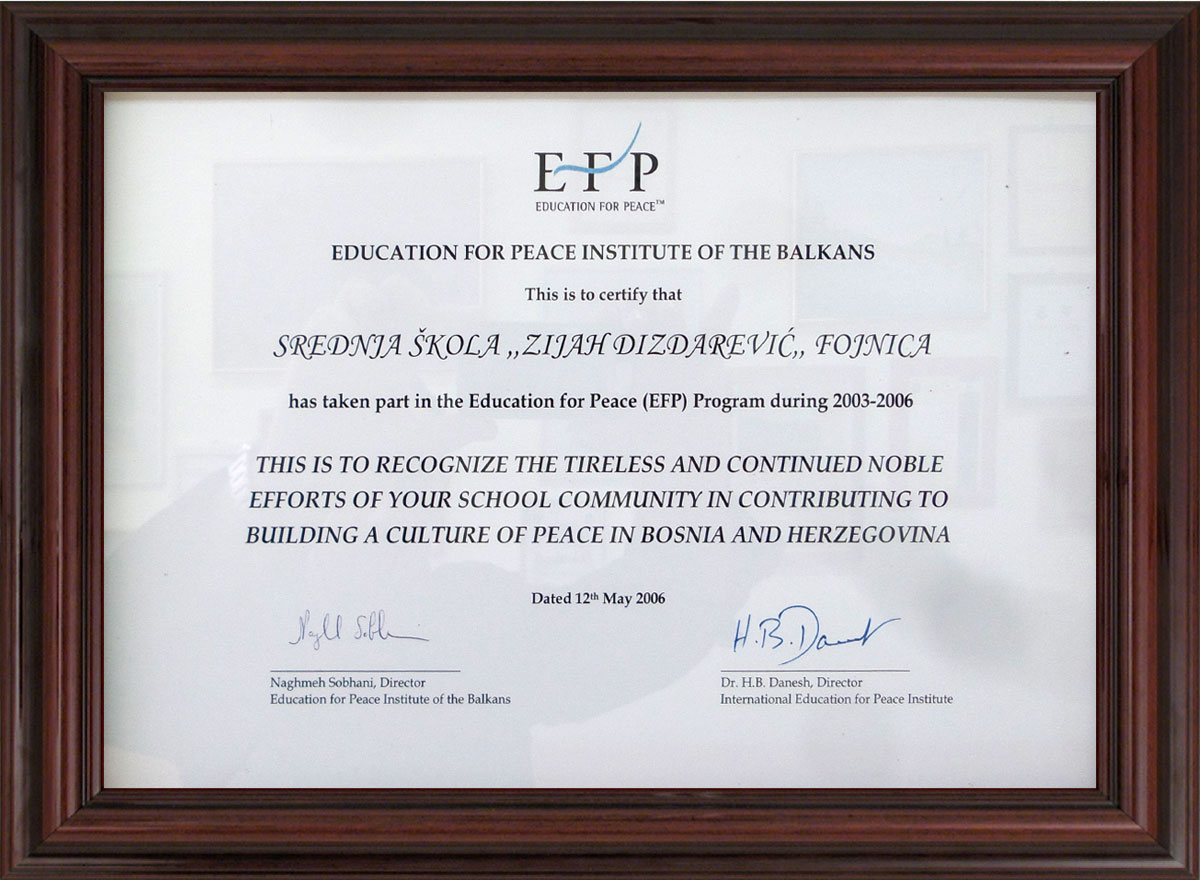 EFP
EDUCATION FOR PEACE™
EDUCATION FOR PEACE INSTITUTE OF THE BALKANS
This is to certify that
SREDNJA ŠKOLA ,,ZIJAH DIZDAREVIĆ,, FOJNICA
has taken part in the Education for Peace (EFP) Program during 2003-2006
THIS IS TO RECOGNIZE THE TIRELESS AND CONTINUED NOBLE
EFFORTS OF YOUR SCHOOL COMMUNITY IN CONTRIBUTING TO
BUILDING A CULTURE OF PEACE IN BOSNIA AND HERZEGOVINA
Dated 12th May 2006
H.B. Danesh
Naghmeh Sobhani, Director
Education for Peace Institute of the Balkans
Dr. H.B. Danesh, Director
International Education for Peace Institute